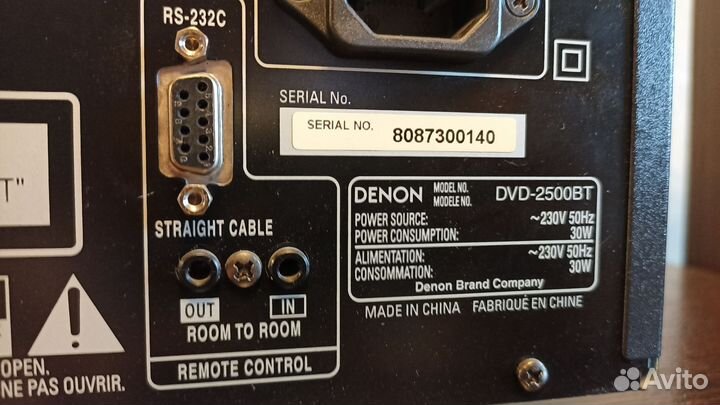 RS-232C
SERIAL No.
SERIAL NO. 8087300140
DENON MODEL NO. MODELE NO. DVD-2500BT
POWER SOURCE: ~230V 50Hz
POWER CONSUMPTION: 30W
ALIMENTATION: ~230V 50Hz
CONSOMMATION: 30W
Denon Brand Company
MADE IN CHINA FABRIQUÉ EN CHINE
STRAIGHT CABLE
OUT IN
ROOM TO ROOM
REMOTE CONTROL
T"
OPEN.
NE PAS OUVRIR.
Avito